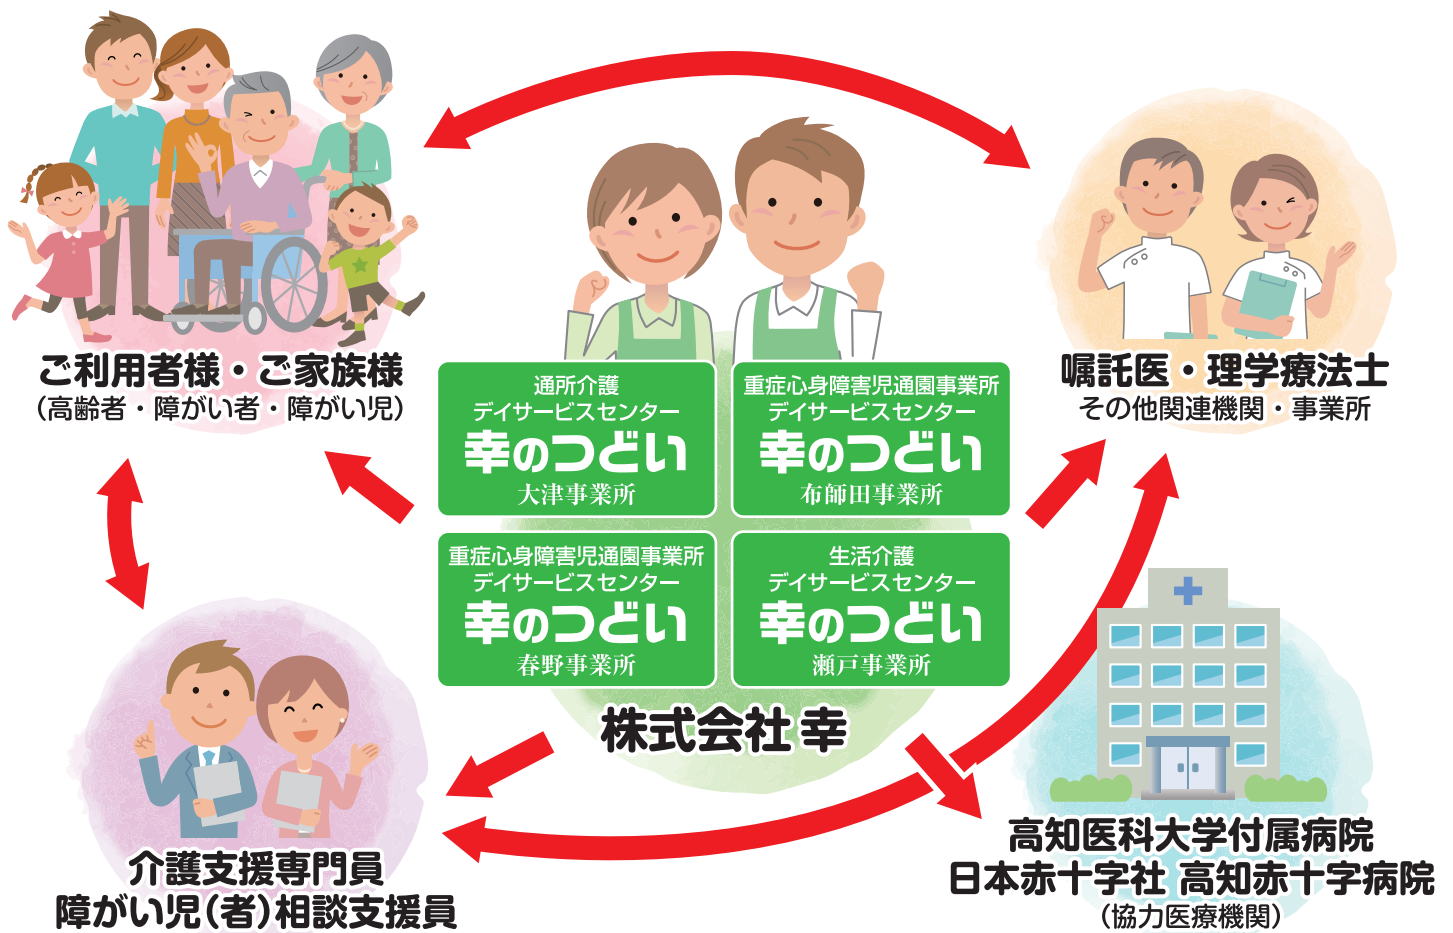 ご利用者様・ご家族様
（高齢者・障がい者・障がい児）
嘱託医・理学療法士
その他関連機関・事業所
通所介護
デイサービスセンター
幸のつどい
大津事業所
重症心身障害児通園事業所
デイサービスセンター
幸のつどい
布師田事業所
重症心身障害児通園事業所
デイサービスセンター
幸のつどい
春野事業所
生活介護
デイサービスセンター
幸のつどい
瀬戸事業所
株式会社 幸
介護支援専門員
障がい児（者）相談支援員
高知医科大学付属病院
日本赤十字社 高知赤十字病院
（協力医療機関）